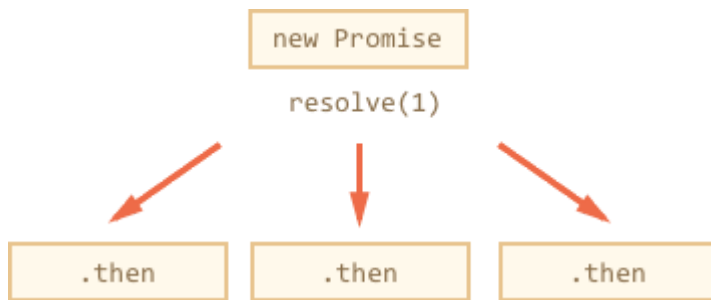 new Promise
resolve(1)
.then
.then
.then